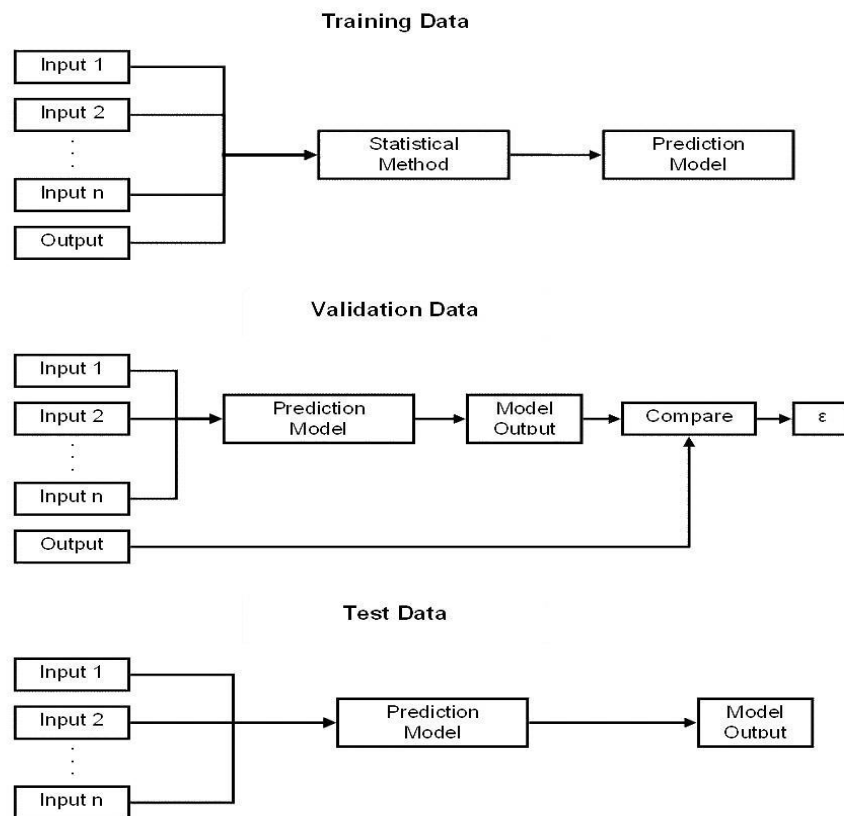 Training Data
Input 1
Input 2
Input n
Output
Statistical
Method
Prediction
Model
Validation Data
Input 1
Input 2
Input n
Output
Prediction
Model
Model
Output
Compare
ε
Test Data
Input 1
Input 2
Input n
Prediction
Model
Model
Output